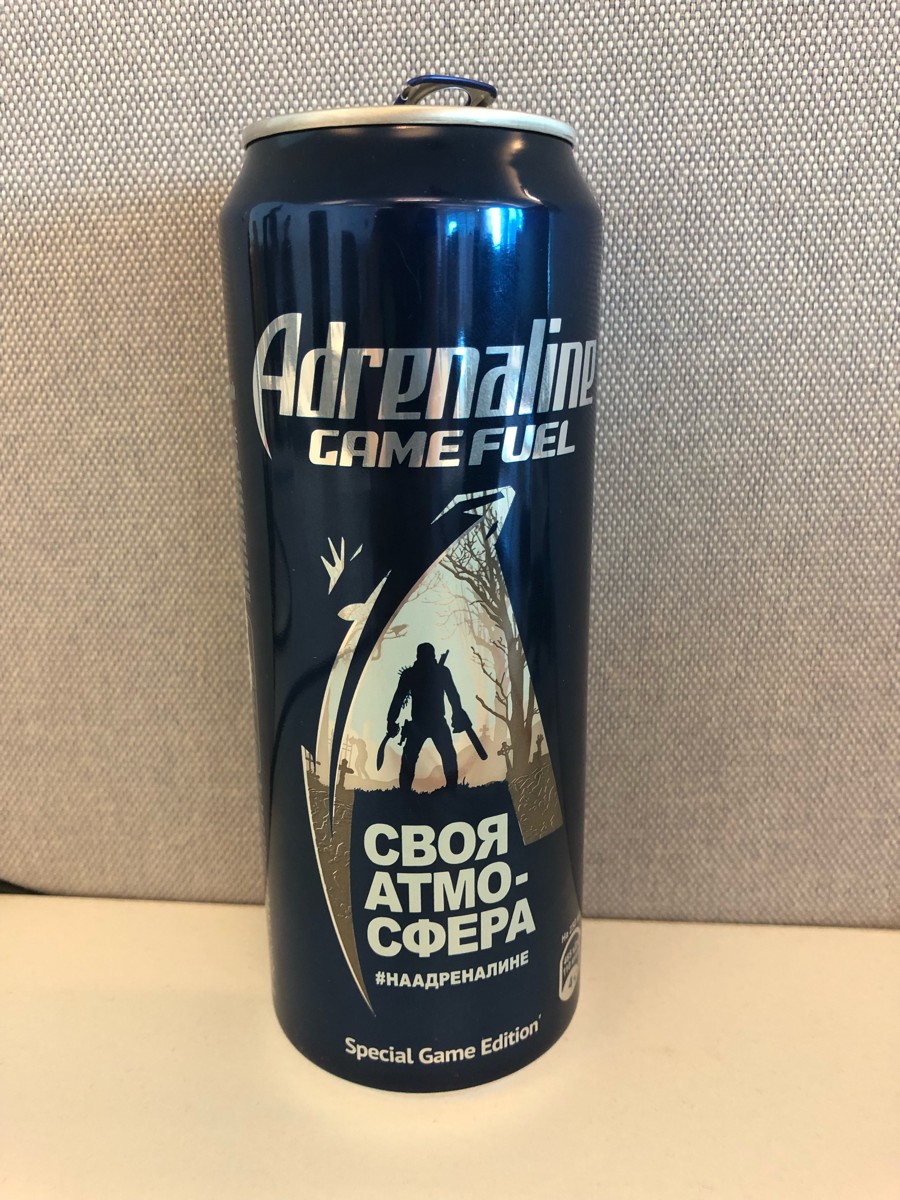 Adrenaline
GAME FUEL
СВОЯ
АТМО-
СФЕРА
#НААДРЕНАЛИНЕ
Special Game Edition